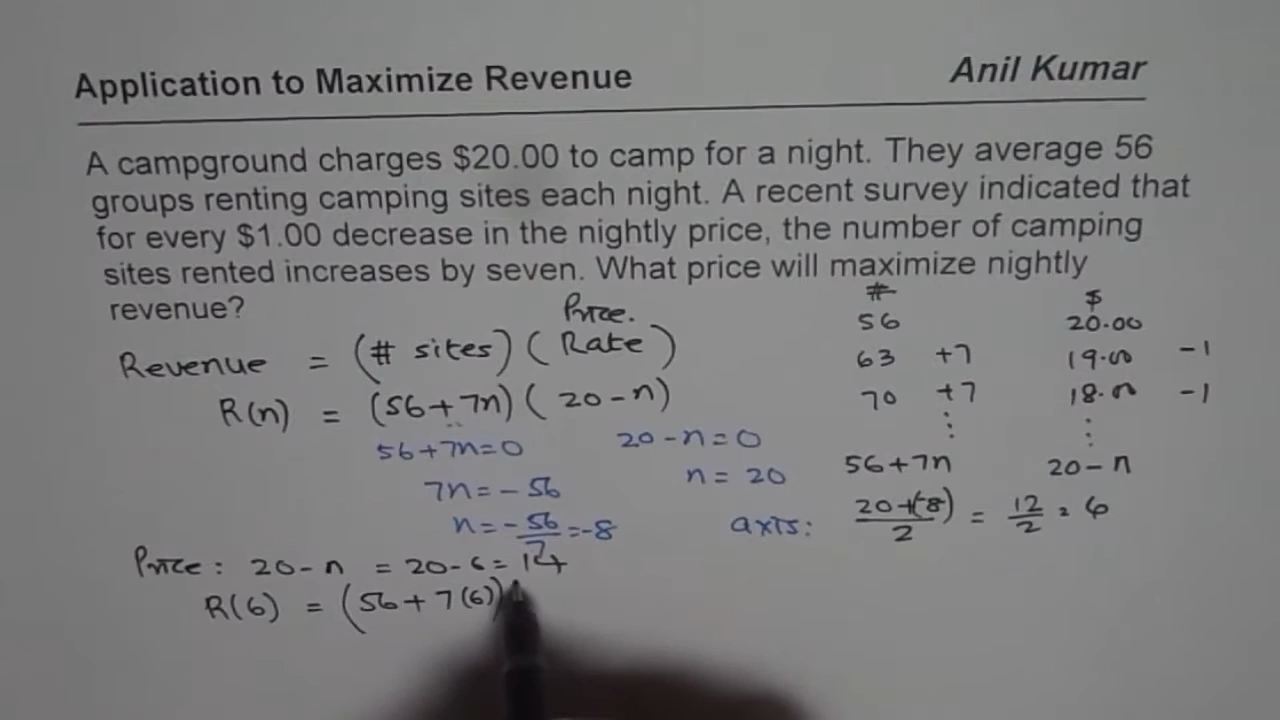 Application to Maximize Revenue
Anil Kumar
A campground charges $20.00 to camp for a night. They average 56
groups renting camping sites each night. A recent survey indicated that
for every $1.00 decrease in the nightly price, the number of camping
sites rented increases by seven. What price will maximize nightly
revenue?
Price.
Revenue = (# sites) ( Rate )
R(n) = (56+7n) ( 20-n)
56+7n=0
7n=-56
n=-56/7=-8
20-n=0
n = 20
# $
56 20.00
63 +7 19.00 -1
70 +7 18.00 -1
⋮ ⋮
56+7n 20-n
axis: 20+(-8)/2 = 12/2 = 6
Price: 20-n = 20-6=14
R(6) = (56+7(6))